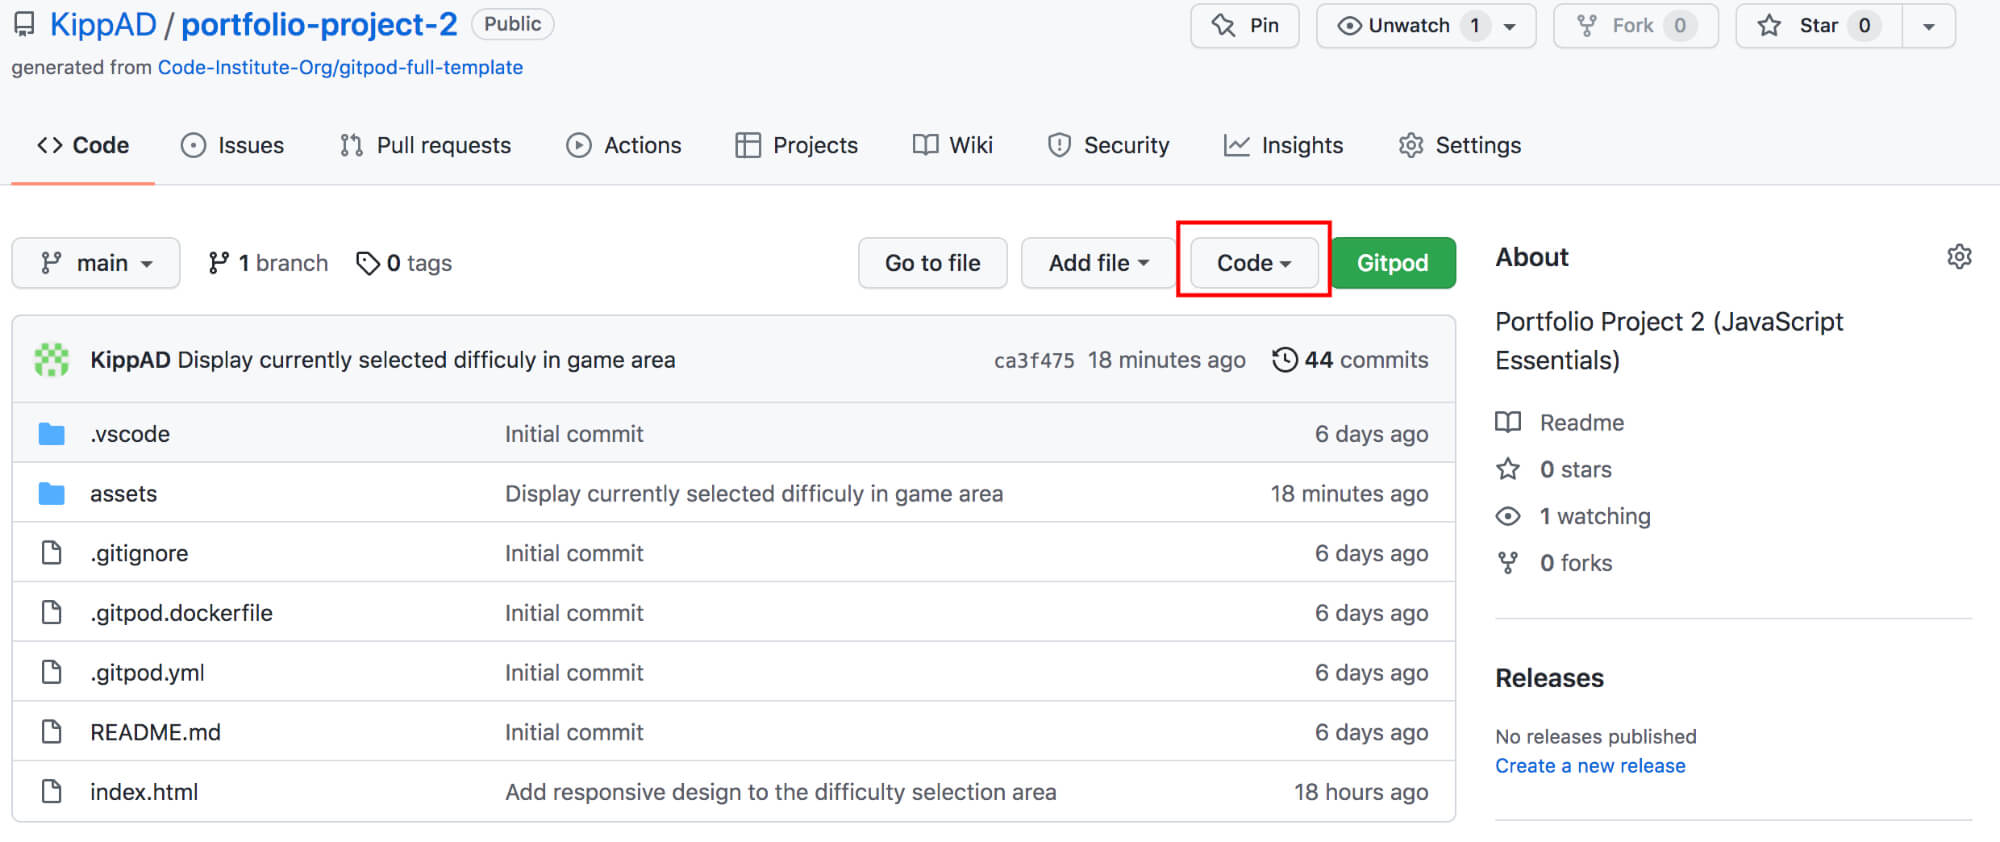 KippAD / portfolio-project-2 Public Pin Unwatch 1 Fork 0 Star 0
generated from Code-Institute-Org/gitpod-full-template
Code Issues Pull requests Actions Projects Wiki Security Insights Settings
main 1 branch 0 tags Go to file Add file Code Gitpod
KippAD Display currently selected difficuly in game area ca3f475 18 minutes ago 44 commits
.vscode Initial commit 6 days ago
assets Display currently selected difficuly in game area 18 minutes ago
.gitignore Initial commit 6 days ago
.gitpod.dockerfile Initial commit 6 days ago
.gitpod.yml Initial commit 6 days ago
README.md Initial commit 6 days ago
index.html Add responsive design to the difficulty selection area 18 hours ago
About
Portfolio Project 2 (JavaScript
Essentials)
Readme
0 stars
1 watching
0 forks
Releases
No releases published
Create a new release